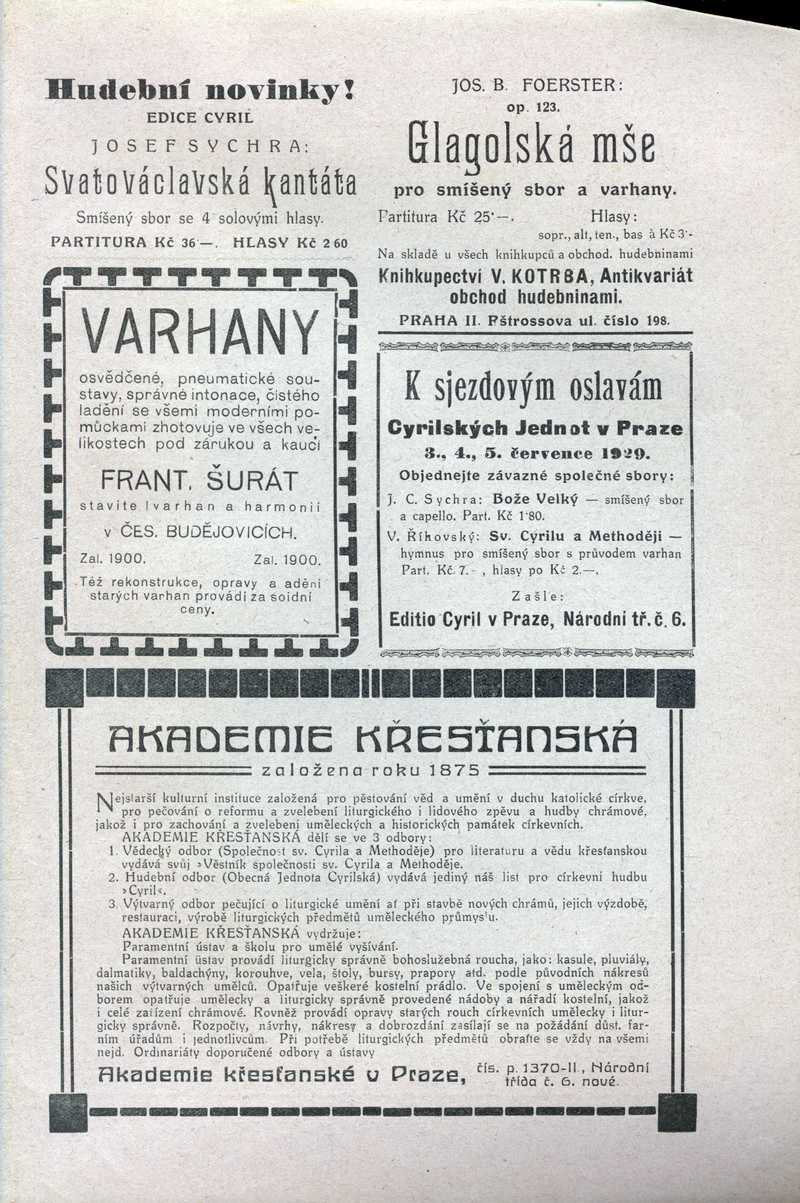 Hudební novinky!
EDICE CYRIL
JOSEF SYCHRA:
Svatováclavská kantáta
Smíšený sbor se 4 solovými hlasy.
PARTITURA Kč 36—. HLASY Kč 2 60
VARHANY
osvědčené, pneumatické sou-
stavy, správné intonace, čistého
ladění se všemi moderními po-
můckami zhotovuje ve všech ve-
likostech pod zárukou a kaucí
FRANT. ŠURÁT
stavitel varhan a harmonií
v ČES. BUDĚJOVICÍCH.
Zal. 1900. Zal. 1900.
Též rekonstrukce, opravy a adění
starých varhan provádí za soidní
ceny.
JOS. B. FOERSTER:
op. 123.
Glagolská mše
pro smíšený sbor a varhany.
Partitura Kč 25·—. Hlasy:
sopr., alt, ten., bas à Kč 3·-
Na skladě u všech knihkupců a obchod. hudebninami
Knihkupectví V. KOTRBA, Antikvariát
obchod hudebninami.
PRAHA II. Pštrossova ul. číslo 198.
K sjezdovým oslavám
Cyrilských Jednot v Praze
3., 4., 5. července 1929.
Objednejte závazné společné sbory:
J. C. Sychra: Bože Velký — smíšený sbor
a capello. Part. Kč 1·80.
V. Říhovský: Sv. Cyrilu a Methoději —
hymnus pro smíšený sbor s průvodem varhan
Part. Kč. 7.- , hlasy po Kč 2.—.
Zašle:
Editio Cyril v Praze, Národní tř. č. 6.
AKADEMIE KŘESŤANSKÁ
založena roku 1875
Nejstarší kulturní instituce založená pro pěstování věd a umění v duchu katolické církve,
pro pečování o reformu a zvelebení liturgického i lidového zpěvu a hudby chrámové,
jakož i pro zachování a zvelebení uměleckých a historických památek církevních.
AKADEMIE KŘESŤANSKÁ dělí se ve 3 odbory:
1. Vědecký odbor (Společnost sv. Cyrila a Methoděje) pro literaturu a vědu křesťanskou
vydává svůj »Věstník společnosti sv. Cyrila a Methoděje.
2. Hudební odbor (Obecná Jednota Cyrilská) vydává jediný náš list pro církevní hudbu
»Cyril«.
3. Výtvarný odbor pečující o liturgické umění ať při stavbě nových chrámů, jejich výzdobě,
restauraci, výrobě liturgických předmětů uměleckého průmyslu.
AKADEMIE KŘESŤANSKÁ vydržuje:
Paramentní ústav a školu pro umělé vyšívání.
Paramentní ústav provádí liturgicky správně bohoslužebná roucha, jako: kasule, pluviály,
dalmatiky, baldachýny, korouhve, vela, štoly, bursy, prapory atd. podle původních nákresů
našich výtvarných umělců. Opatřuje veškeré kostelní prádlo. Ve spojení s uměleckým od-
borem opatřuje umělecky a liturgicky správně provedené nádoby a nářadí kostelní, jakož
i celé zařízení chrámové. Rovněž provádí opravy starých rouch církevních umělecky i litur-
gicky správně. Rozpočty, návrhy, nákresy a dobrozdání zasílají se na požádání důst. far-
ním úřadům i jednotlivcům. Při potřebě liturgických předmětů obraťte se vždy na všemi
nejd. Ordinariáty doporučené odbory a ústavy
Akademie křesťanské v Praze, čís. p. 1370-II, Národní
třída č. 6. nové.